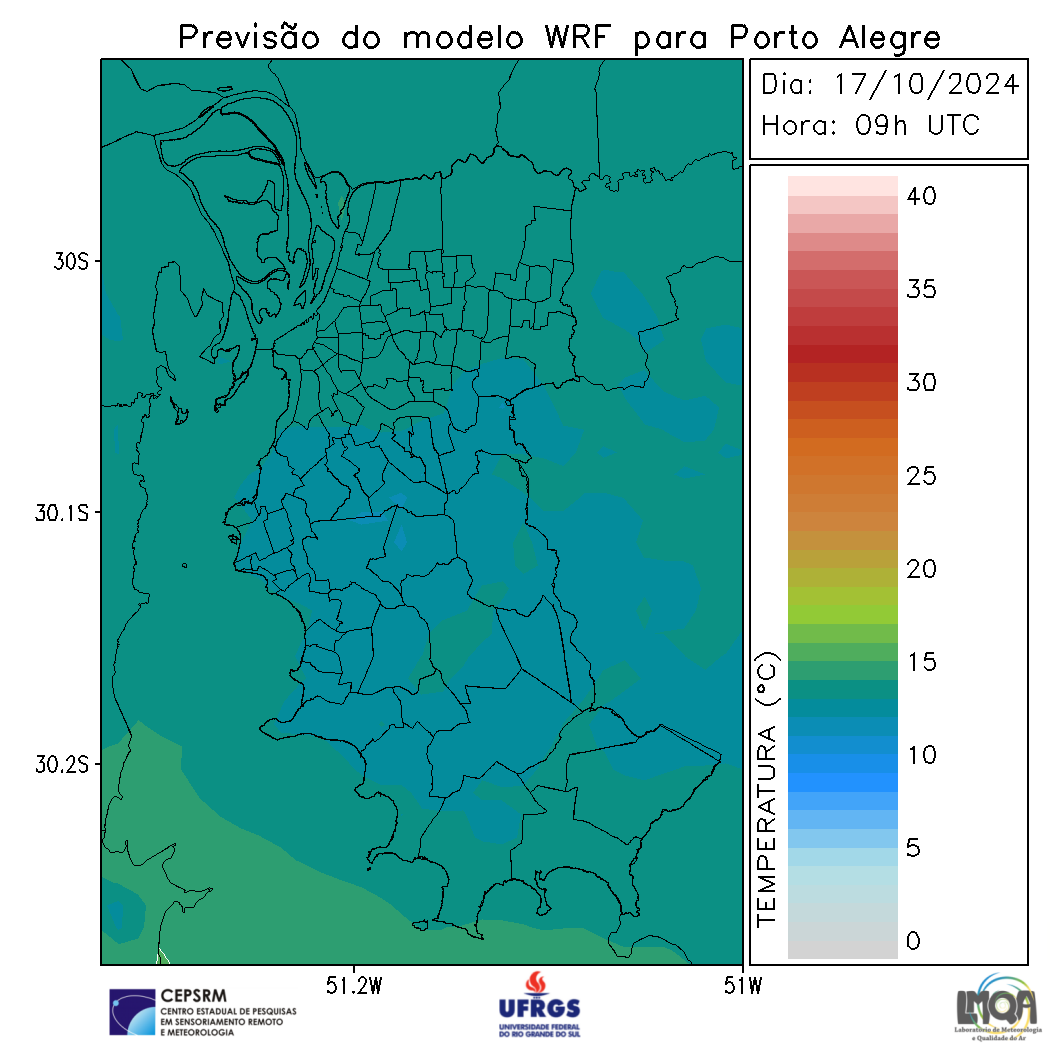 Previsão do modelo WRF para Porto Alegre
Dia: 17/10/2024
Hora: 09h UTC
40
35
30
25
20
15
10
5
0
TEMPERATURA (°C)
30S
30.1S
30.2S
51.2W
51W
CEPSRM
CENTRO ESTADUAL DE PESQUISAS
EM SENSORIAMENTO REMOTO
E METEOROLOGIA
UFRGS
UNIVERSIDADE FEDERAL
DO RIO GRANDE DO SUL
LMQA
Laboratório de Meteorologia
e Qualidade do Ar